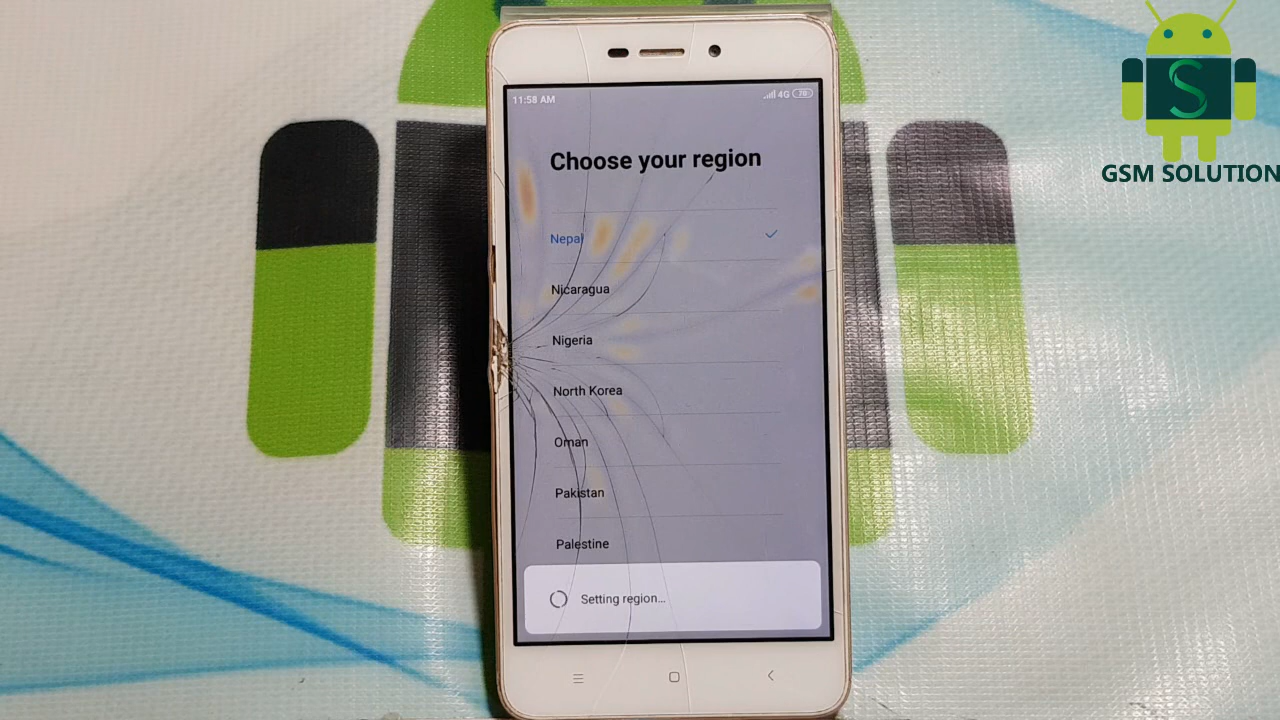 11:58 AM
4G 70
Choose your region
Nepal
Nicaragua
Nigeria
North Korea
Oman
Pakistan
Palestine
Setting region...
S
GSM SOLUTION